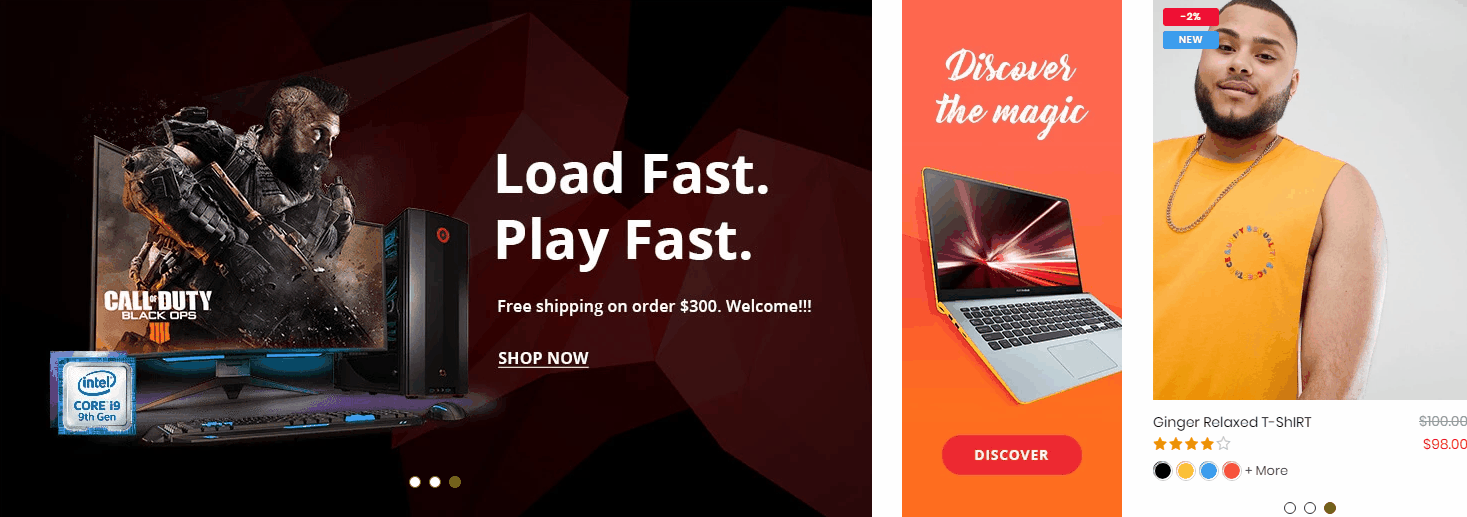 Load Fast.
Play Fast.
Free shipping on order $300. Welcome!!!
SHOP NOW
CALL OF DUTY
BLACK OPS
IIII
intel
CORE i9
9th Gen
Discover
the magic
DISCOVER
-2%
NEW
Ginger Relaxed T-ShIRT
$100.00
$98.00
+ More